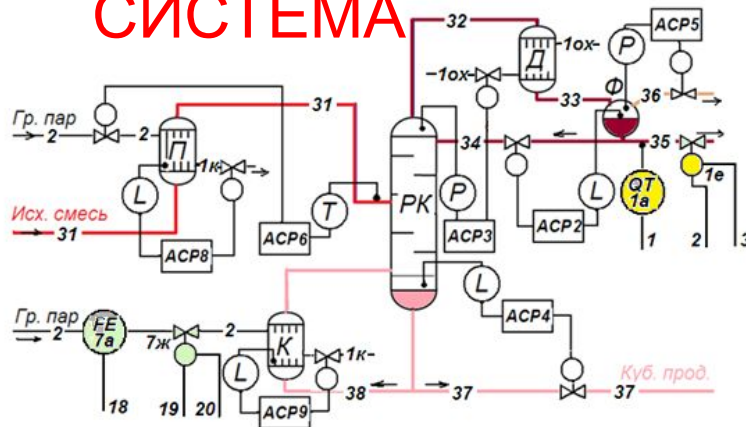 СИСТЕМА
32
Д
1ох
1ох
P
АСР5
Ф
33
36
31
Гр. пар
2
2
П
1к
L
АСР8
Исх. смесь
31
АСР6
T
РК
P
АСР3
34
35
АСР2
L
QT
1а
1е
1
2
3
L
АСР4
Гр. пар
2
FE
7а
7ж
2
К
1к
L
АСР9
38
37
37
Куб. прод.
18
19
20